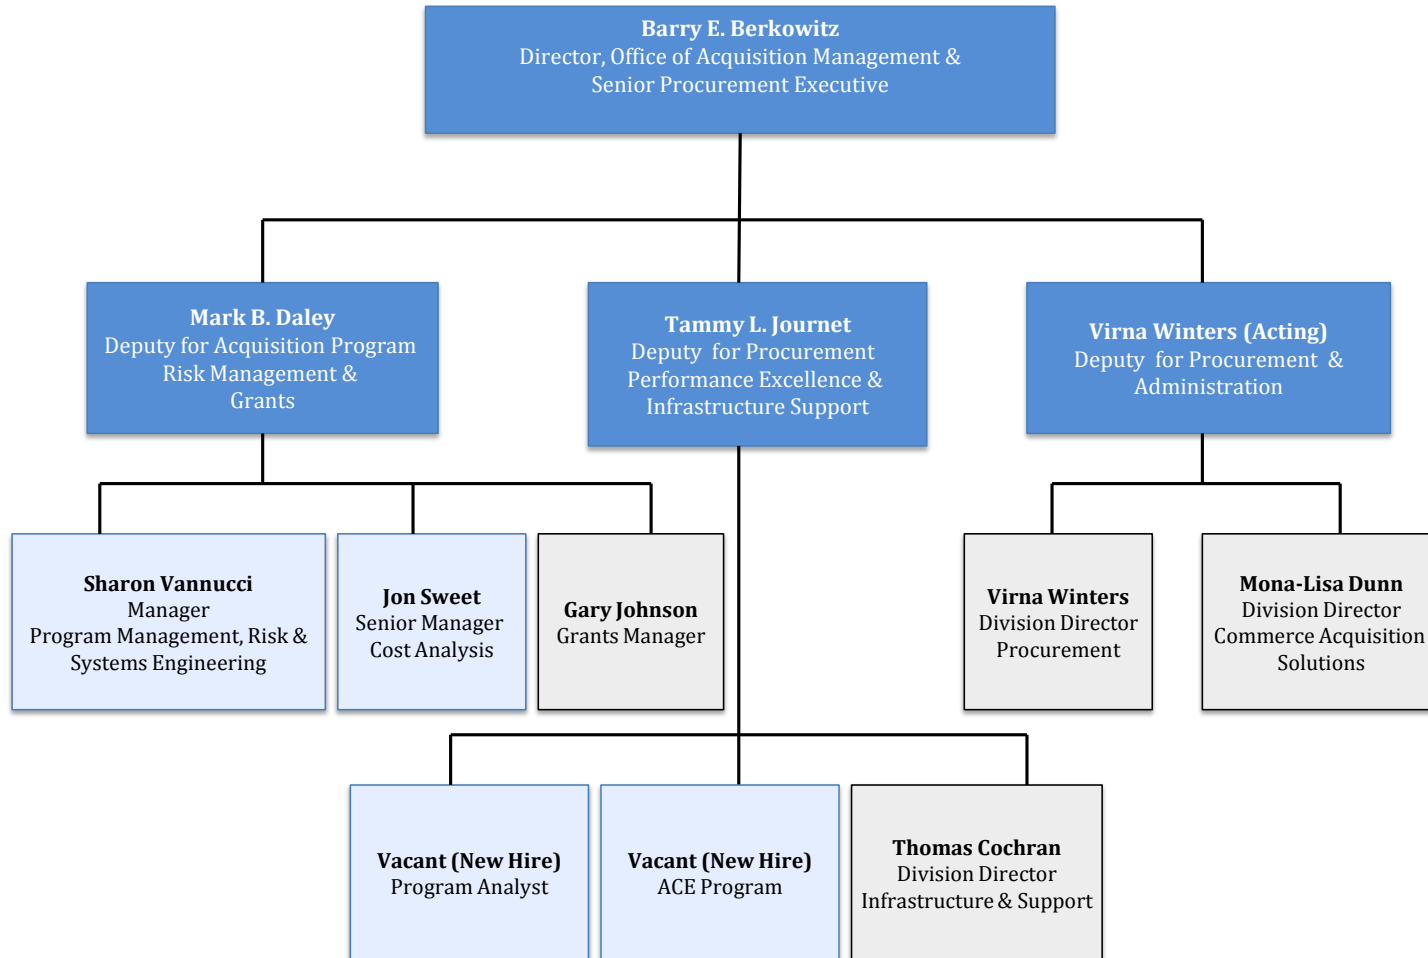 Barry E. Berkowitz
Director, Office of Acquisition Management &
Senior Procurement Executive
Mark B. Daley
Deputy for Acquisition Program
Risk Management &
Grants
Tammy L. Journet
Deputy for Procurement
Performance Excellence &
Infrastructure Support
Virna Winters (Acting)
Deputy for Procurement &
Administration
Sharon Vannucci
Manager
Program Management, Risk &
Systems Engineering
Jon Sweet
Senior Manager
Cost Analysis
Gary Johnson
Grants Manager
Virna Winters
Division Director
Procurement
Mona-Lisa Dunn
Division Director
Commerce Acquisition
Solutions
Vacant (New Hire)
Program Analyst
Vacant (New Hire)
ACE Program
Thomas Cochran
Division Director
Infrastructure & Support